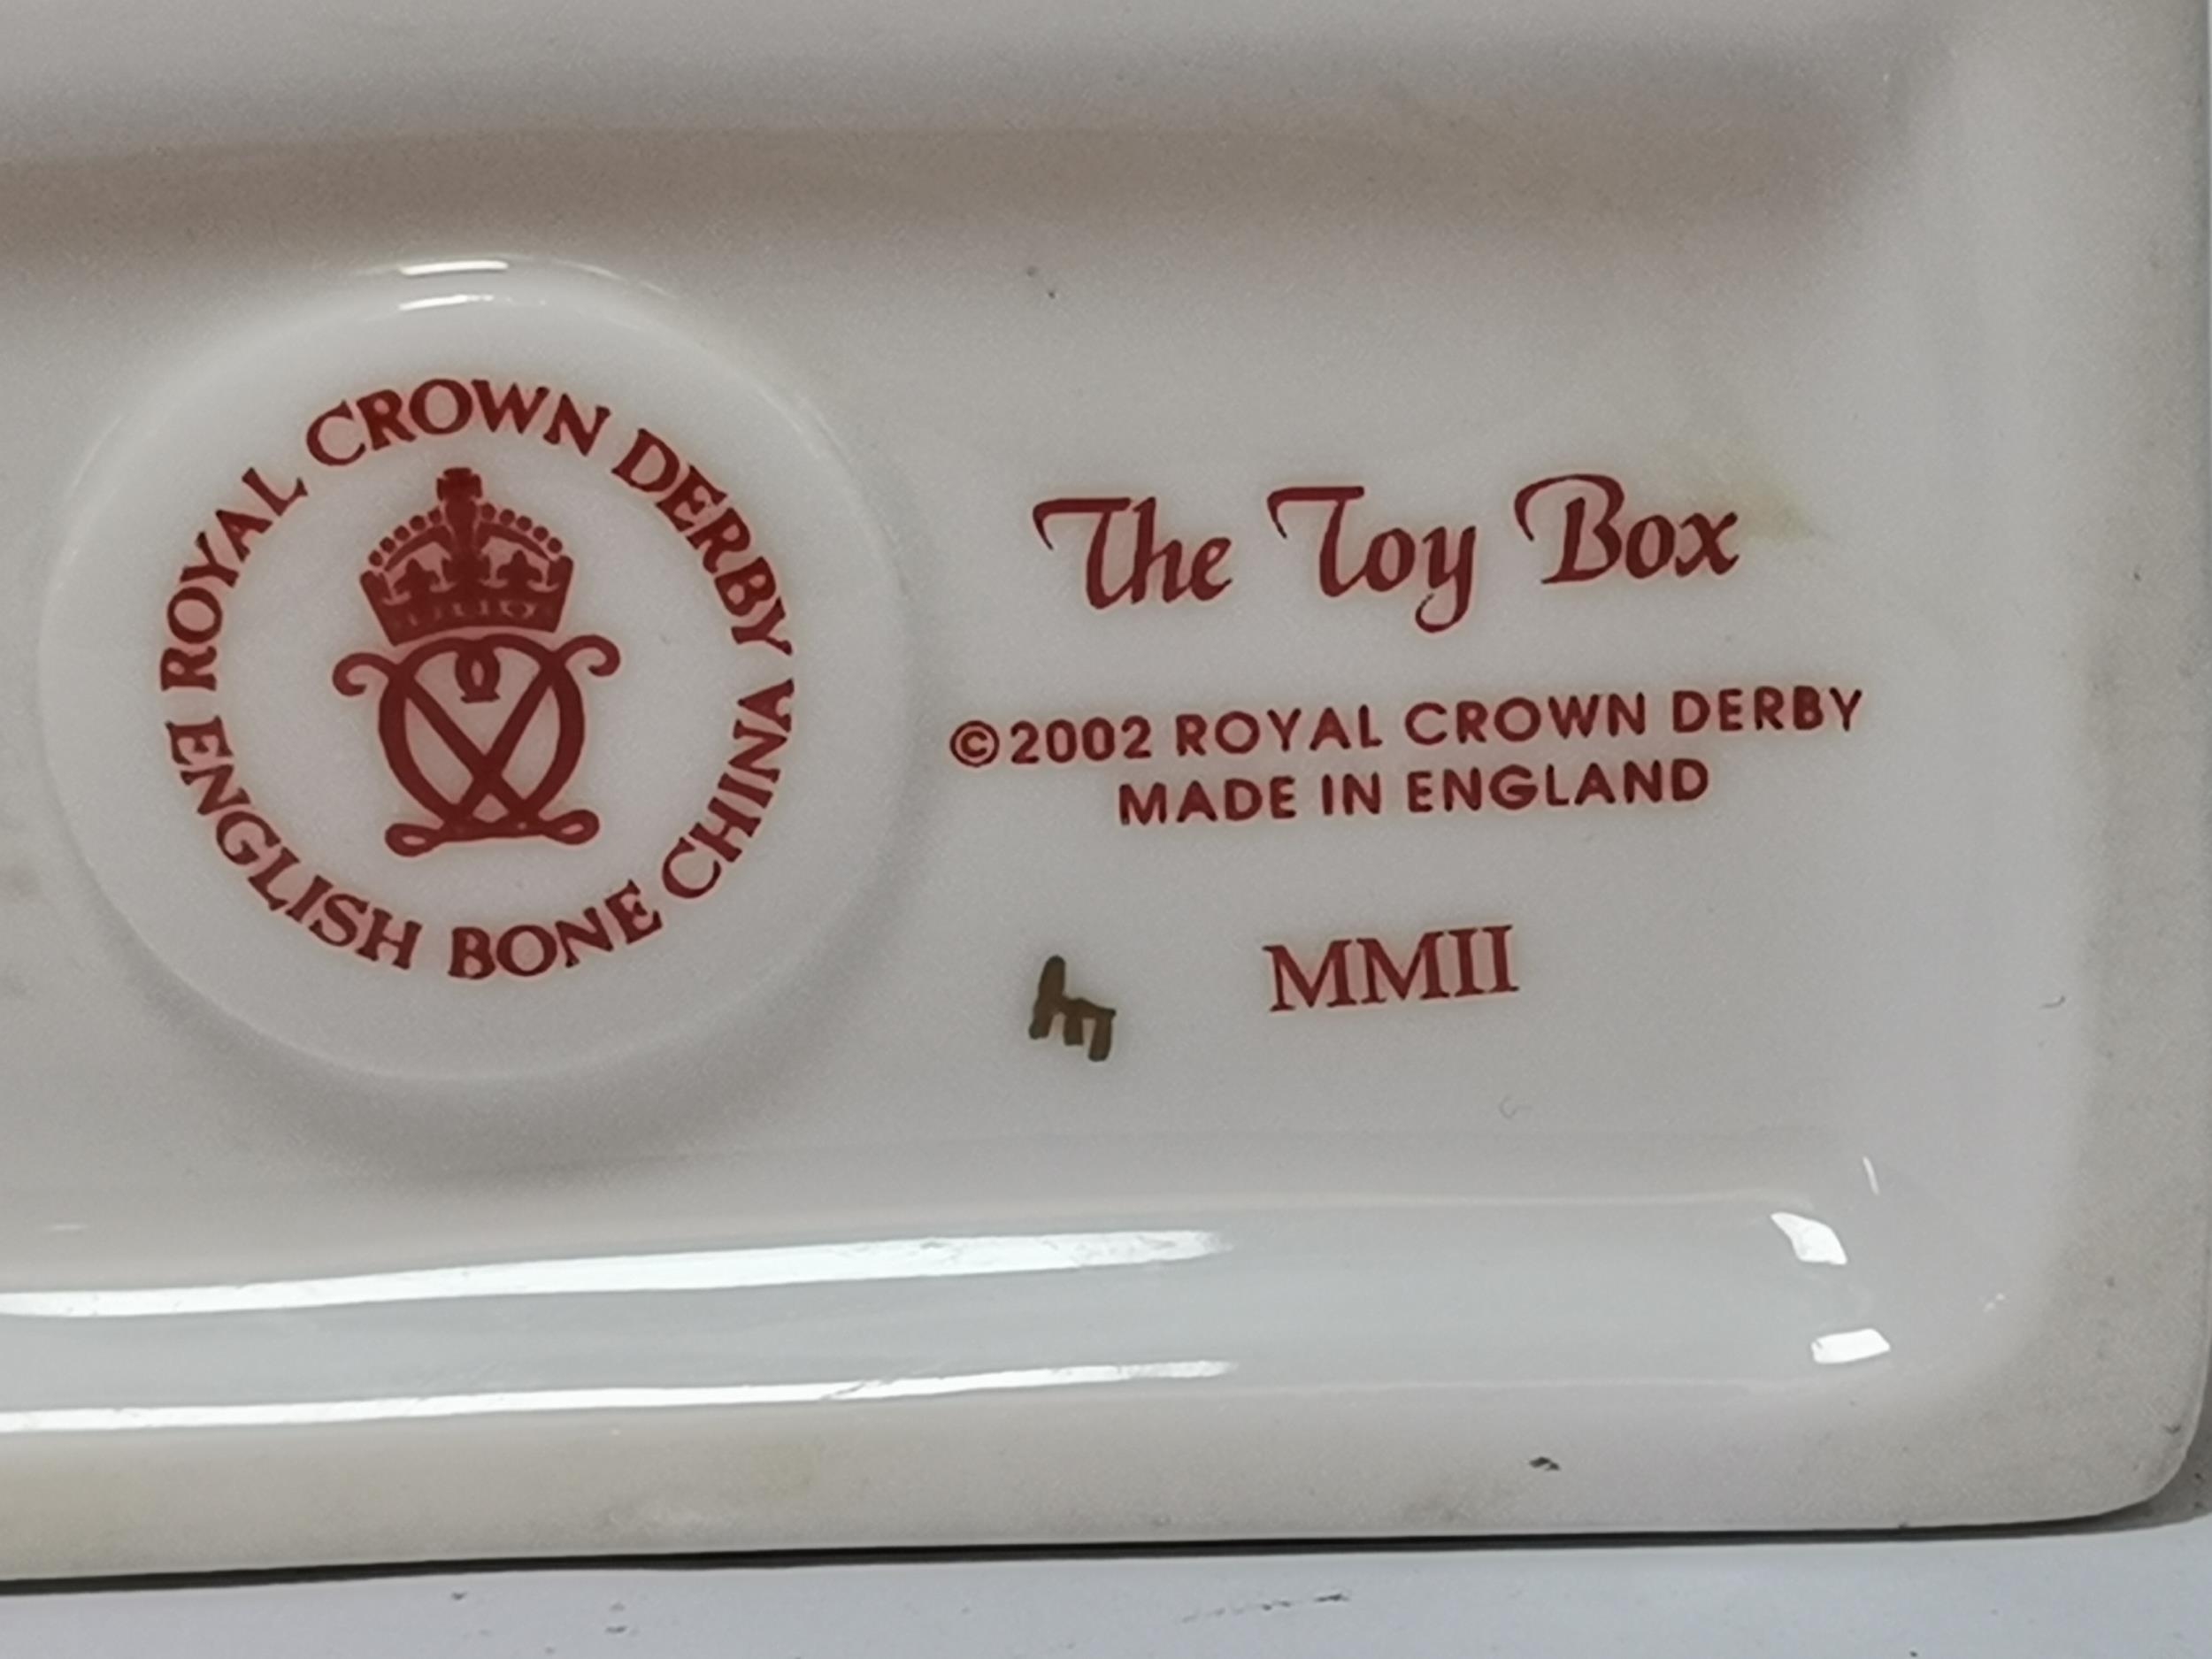 ROYAL CROWN DERBY
ENGLISH BONE CHINA
The Toy Box
©2002 ROYAL CROWN DERBY
MADE IN ENGLAND
MMII